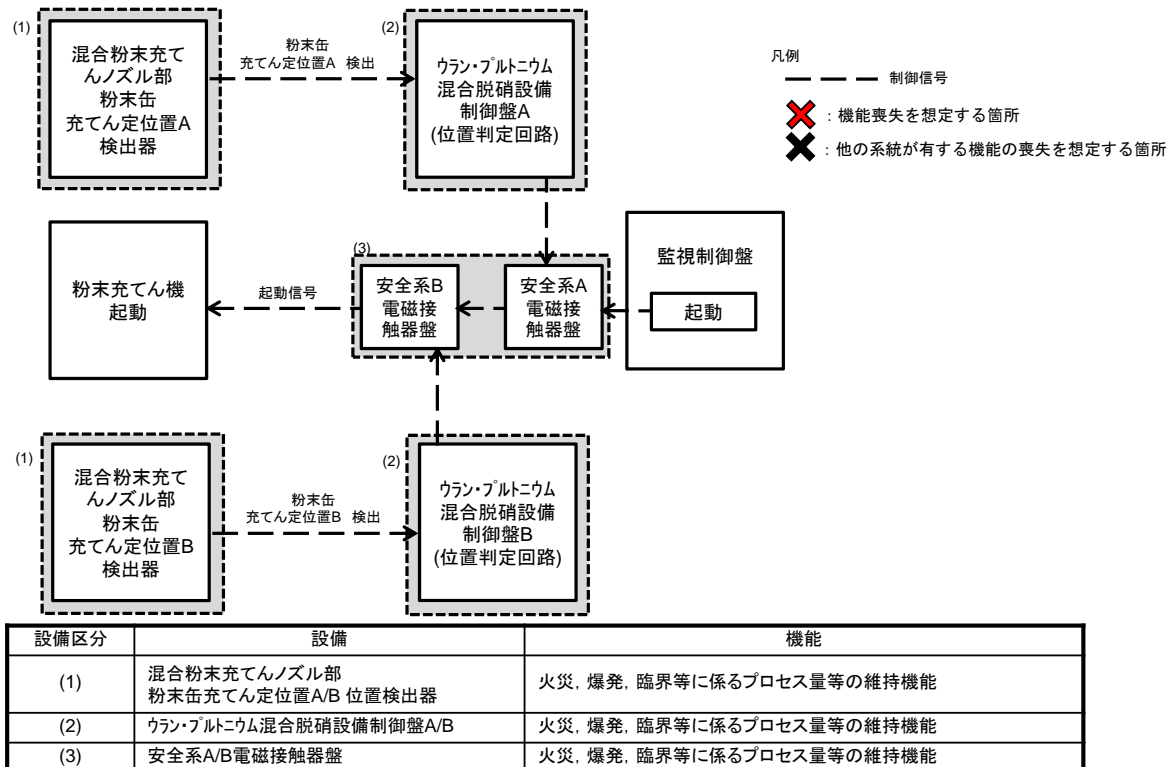 (1)
混合粉末充て
んノズル部
粉末缶
充てん定位置A
検出器
粉末缶
充てん定位置A 検出
(2)
ウラン・プルトニウム
混合脱硝設備
制御盤A
(位置判定回路)
凡例
制御信号
：機能喪失を想定する箇所
：他の系統が有する機能の喪失を想定する箇所
粉末充てん機
起動
起動信号
(3)
安全系B
電磁接
触器盤
安全系A
電磁接
触器盤
監視制御盤
起動
(1)
混合粉末充て
んノズル部
粉末缶
充てん定位置B
検出器
粉末缶
充てん定位置B 検出
(2)
ウラン・プルトニウム
混合脱硝設備
制御盤B
(位置判定回路)
設備区分 設備 機能
(1) 混合粉末充てんノズル部
粉末缶充てん定位置A/B 位置検出器 火災，爆発，臨界等に係るプロセス量等の維持機能
(2) ウラン・プルトニウム混合脱硝設備制御盤A/B 火災，爆発，臨界等に係るプロセス量等の維持機能
(3) 安全系A/B電磁接触器盤 火災，爆発，臨界等に係るプロセス量等の維持機能